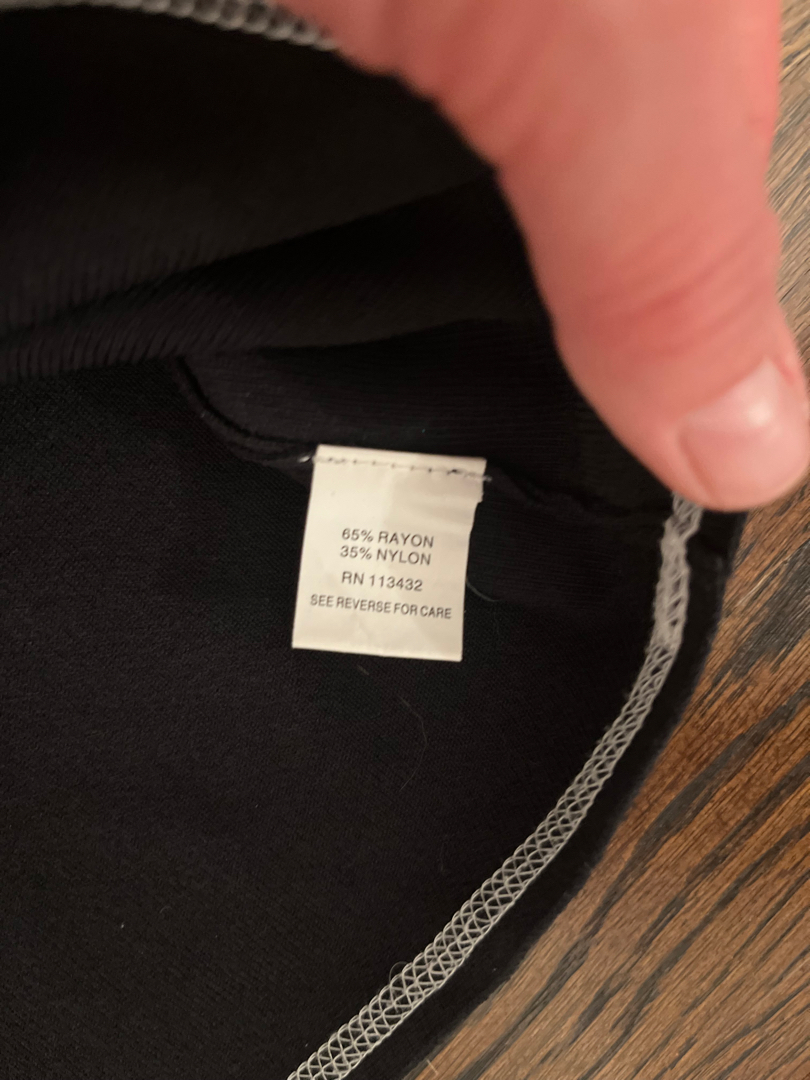 65% RAYON
35% NYLON
RN 113432
SEE REVERSE FOR CARE